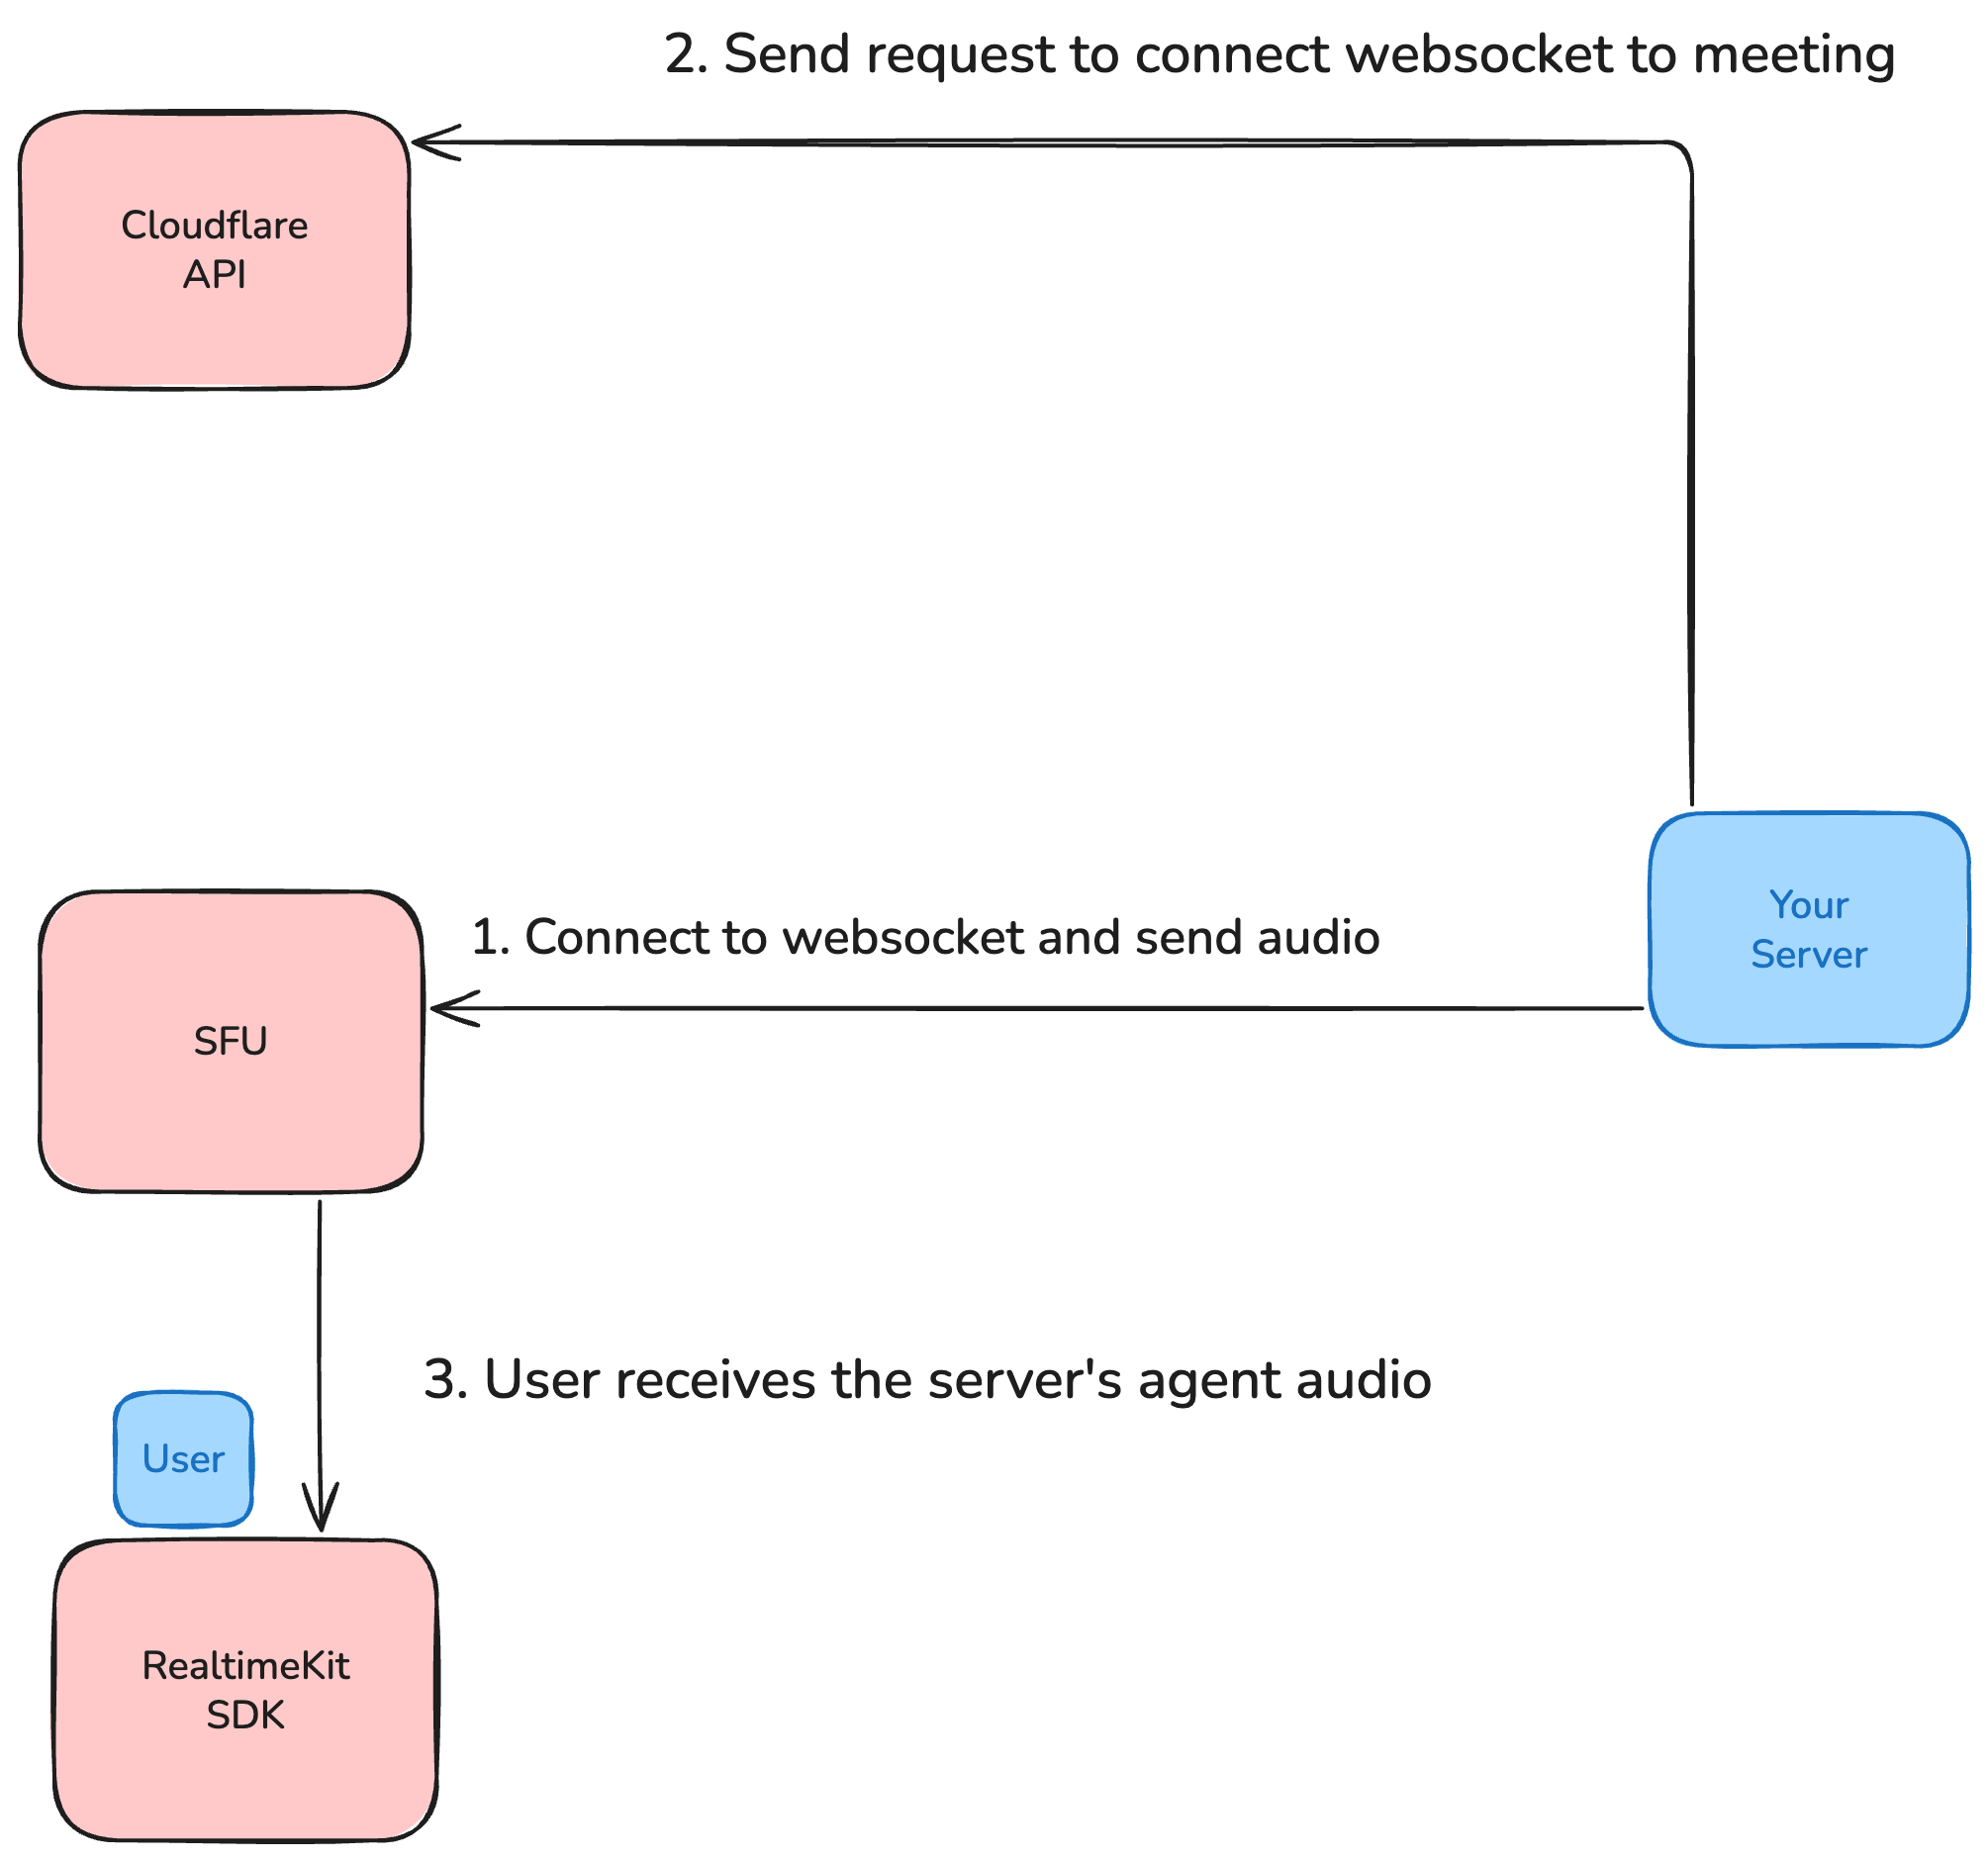 2. Send request to connect websocket to meeting
Cloudflare
API
Your
Server
1. Connect to websocket and send audio
SFU
3. User receives the server's agent audio
User
RealtimeKit
SDK